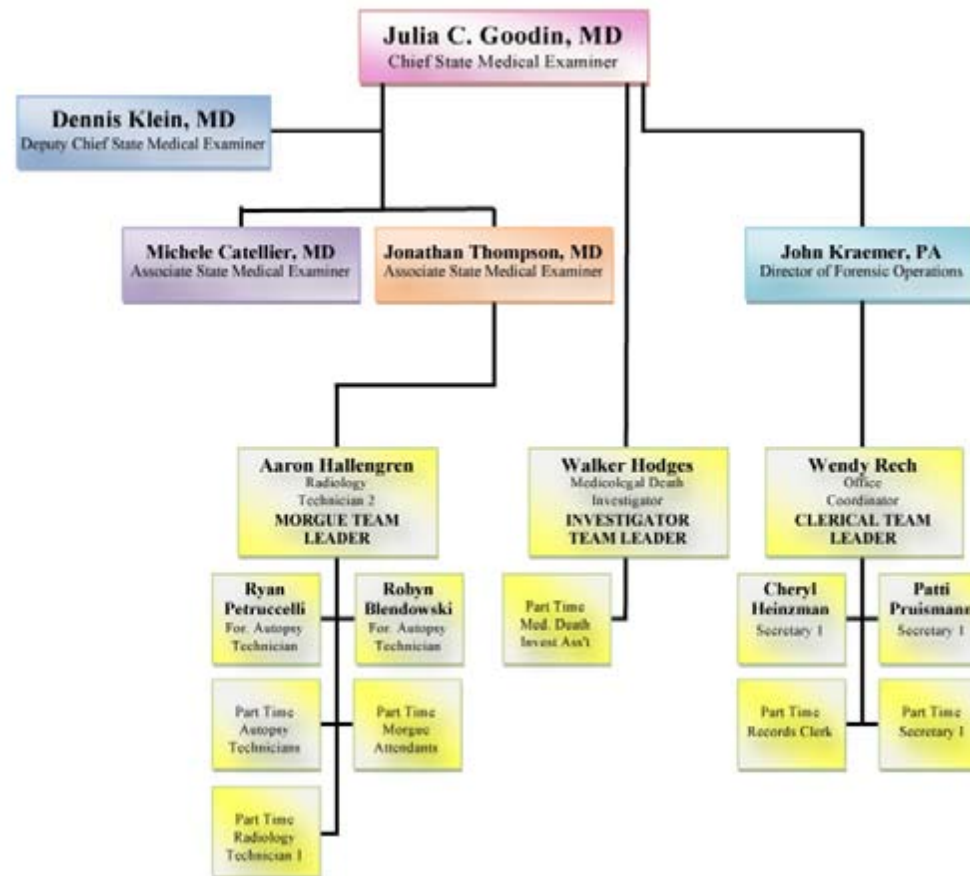 Julia C. Goodin, MD
Chief State Medical Examiner
Dennis Klein, MD
Deputy Chief State Medical Examiner
Michele Catellier, MD
Associate State Medical Examiner
Jonathan Thompson, MD
Associate State Medical Examiner
John Kraemer, PA
Director of Forensic Operations
Aaron Hallengren
Radiology
Technician 2
MORGUE TEAM
LEADER
Walker Hodges
Medicolegal Death
Investigator
INVESTIGATOR
TEAM LEADER
Wendy Rech
Office
Coordinator
CLERICAL TEAM
LEADER
Ryan
Petruccelli
For. Autopsy
Technician
Robyn
Blendowski
For. Autopsy
Technician
Part Time
Med. Death
Invest Ass't
Cheryl
Heinzman
Secretary 1
Patti
Pruismann
Secretary 1
Part Time
Autopsy
Technicians
Part Time
Morgue
Attendants
Part Time
Records Clerk
Part Time
Secretary 1
Part Time
Radiology
Technician 1